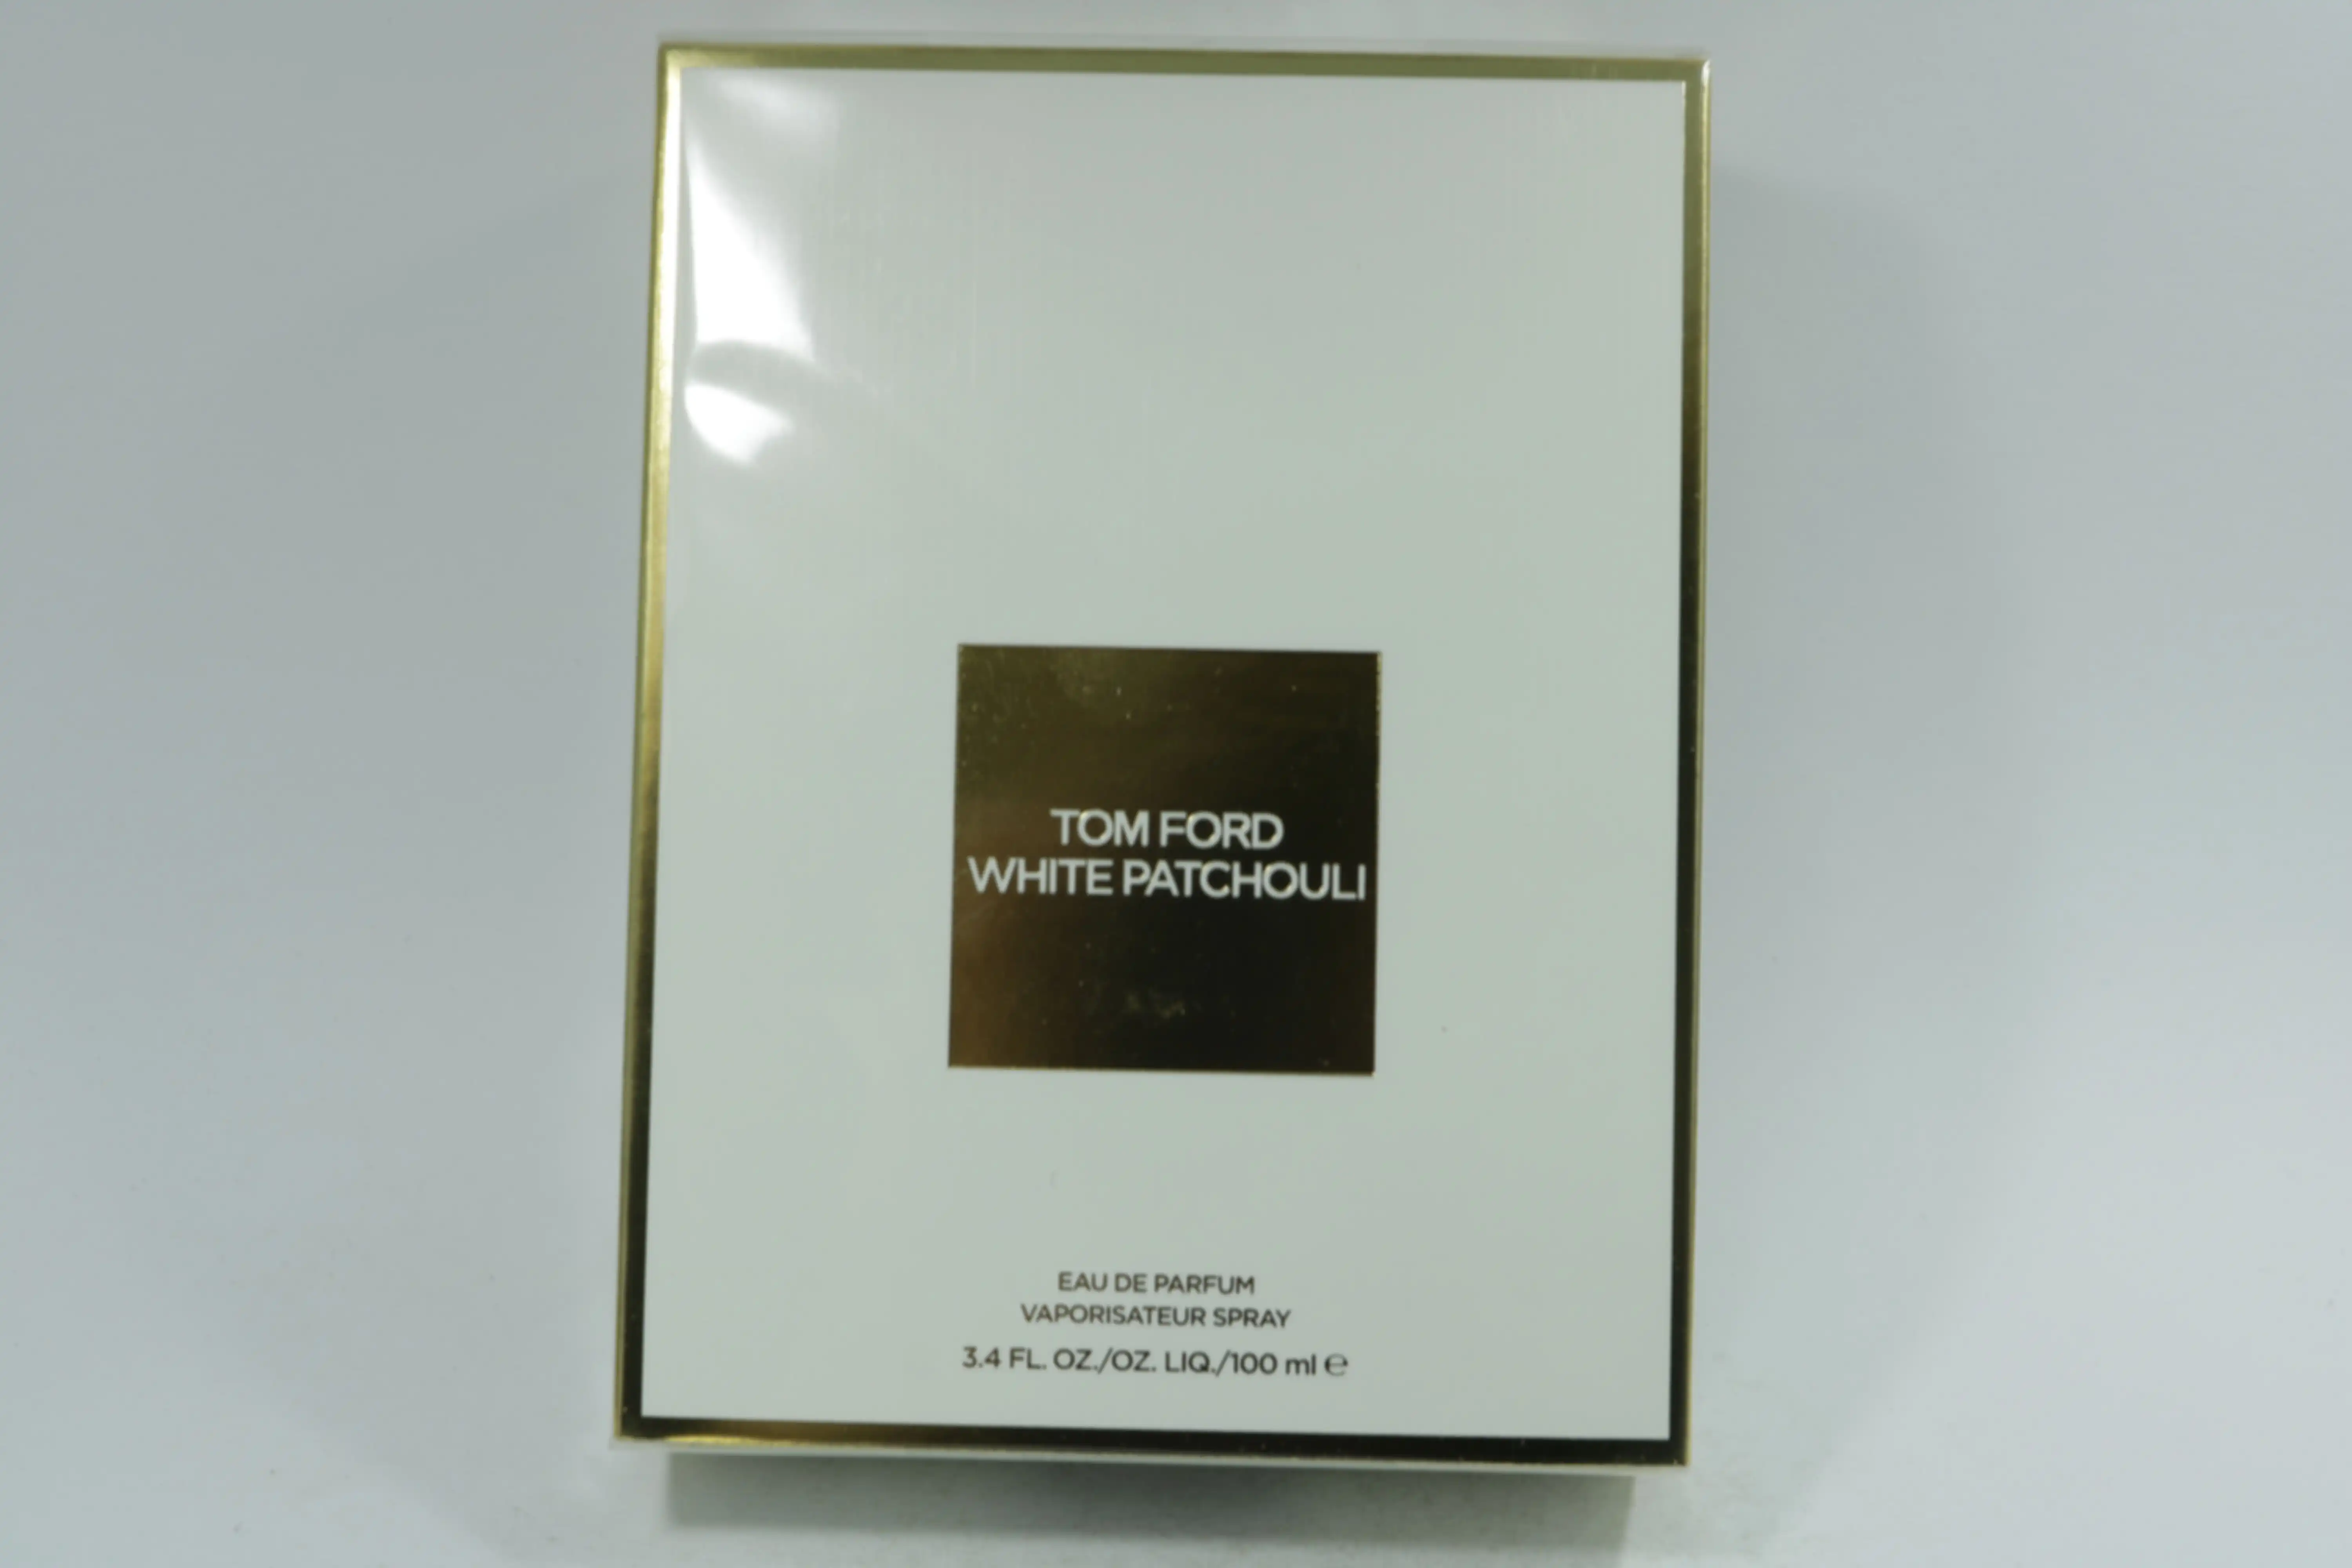 TOM FORD
WHITE PATCHOULI
EAU DE PARFUM
VAPORISATEUR SPRAY
3.4 FL. OZ./OZ. LIQ./100 ml ℮